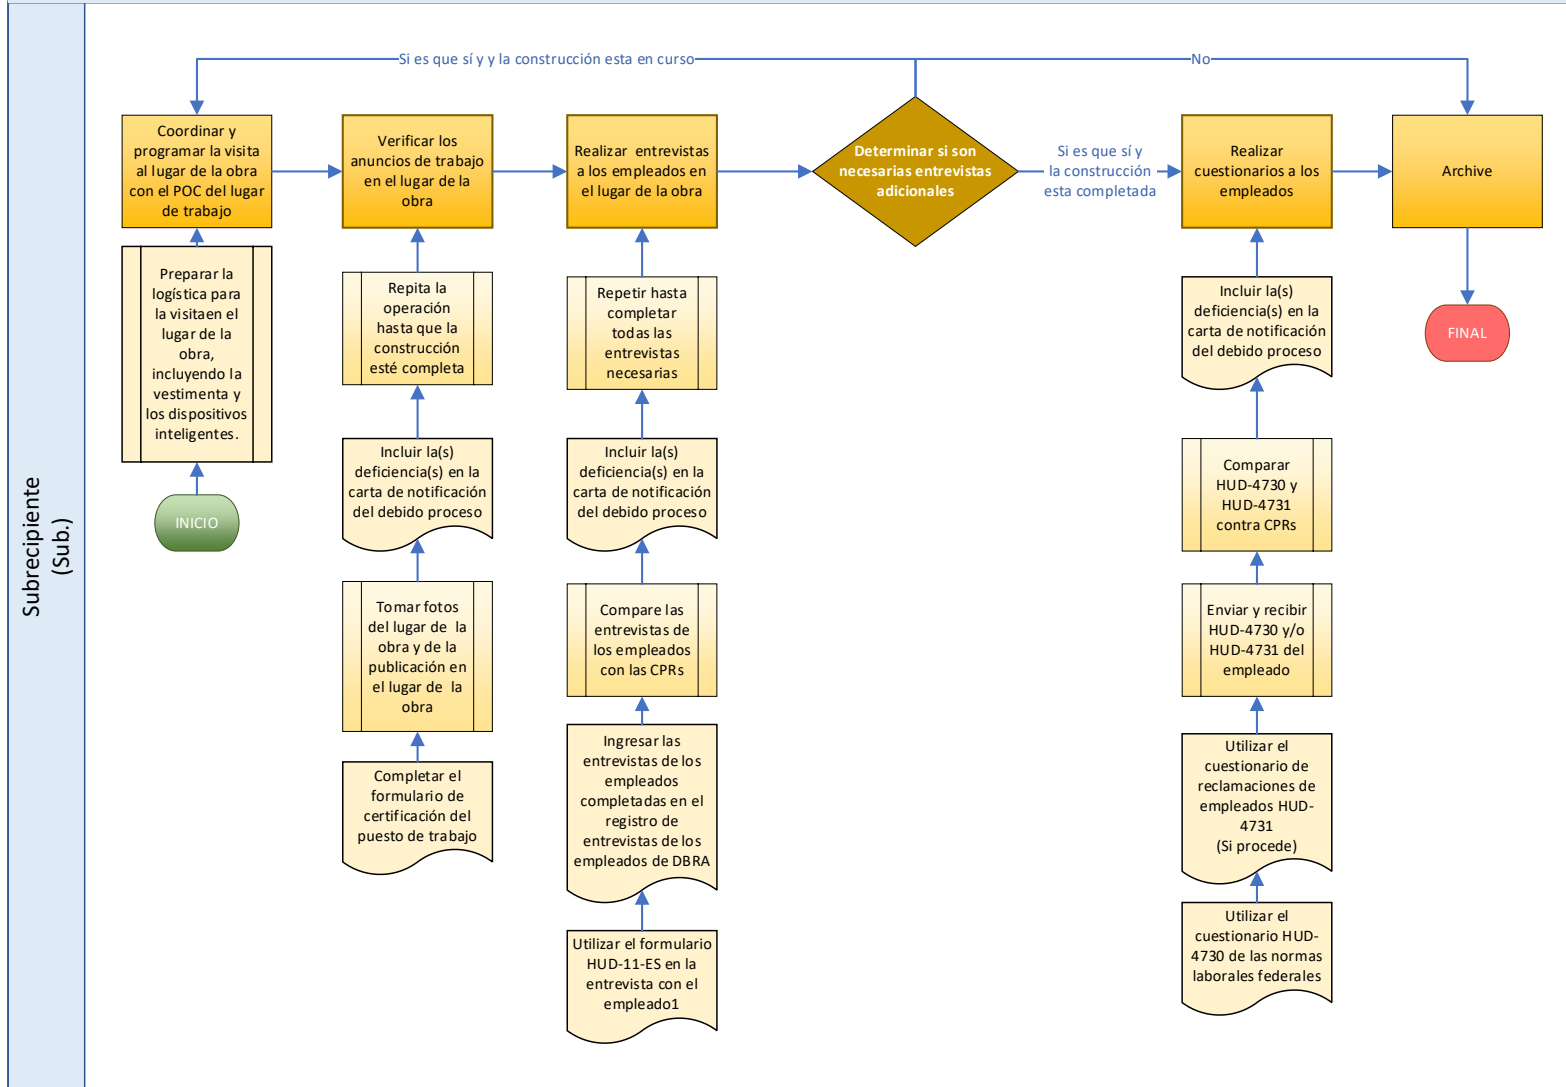 Subrecipiente
(Sub.)
Si es que sí y y la construcción esta en curso
No
Coordinar y
programar la visita
al lugar de la obra
con el POC del lugar
de trabajo
Verificar los
anuncios de trabajo
en el lugar de la
obra
Realizar entrevistas
a los empleados en
el lugar de la obra
Determinar si son
necesarias entrevistas
adicionales
Si es que sí y
la construcción
esta completada
Realizar
cuestionarios a los
empleados
Archive
Preparar la
logística para
la visitaen el
lugar de la
obra,
incluyendo la
vestimenta y
los dispositivos
inteligentes.
INICIO
Repita la
operación
hasta que la
construcción
esté completa
Incluir la(s)
deficiencia(s) en la
carta de notificación
del debido proceso
Tomar fotos
del lugar de la
obra y de la
publicación en
el lugar de la
obra
Completar el
formulario de
certificación del
puesto de trabajo
Repetir hasta
completar
todas las
entrevistas
necesarias
Incluir la(s)
deficiencia(s) en la
carta de notificación
del debido proceso
Compare las
entrevistas de
los empleados
con las CPRs
Ingresar las
entrevistas de los
empleados
completadas en el
registro de
entrevistas de los
empleados de DBRA
Utilizar el formulario
HUD-11-ES en la
entrevista con el
empleado1
Incluir la(s)
deficiencia(s) en la
carta de notificación
del debido proceso
Comparar
HUD-4730 y
HUD-4731
contra CPRs
Enviar y recibir
HUD-4730 y/o
HUD-4731 del
empleado
Utilizar el
cuestionario de
reclamaciones de
empleados HUD-
4731
(Si procede)
Utilizar el
cuestionario HUD-
4730 de las normas
laborales federales
FINAL